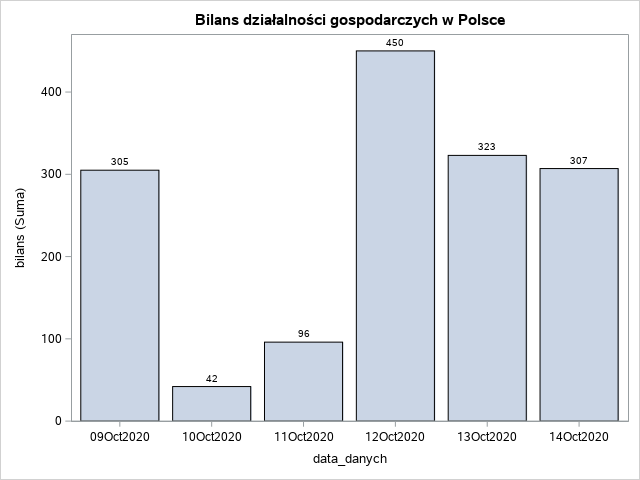 Bilans działalności gospodarczych w Polsce
450
400
305
323
307
300
bilans (Suma)
200
96
100
42
0
09Oct2020 10Oct2020 11Oct2020 12Oct2020 13Oct2020 14Oct2020
data_danych